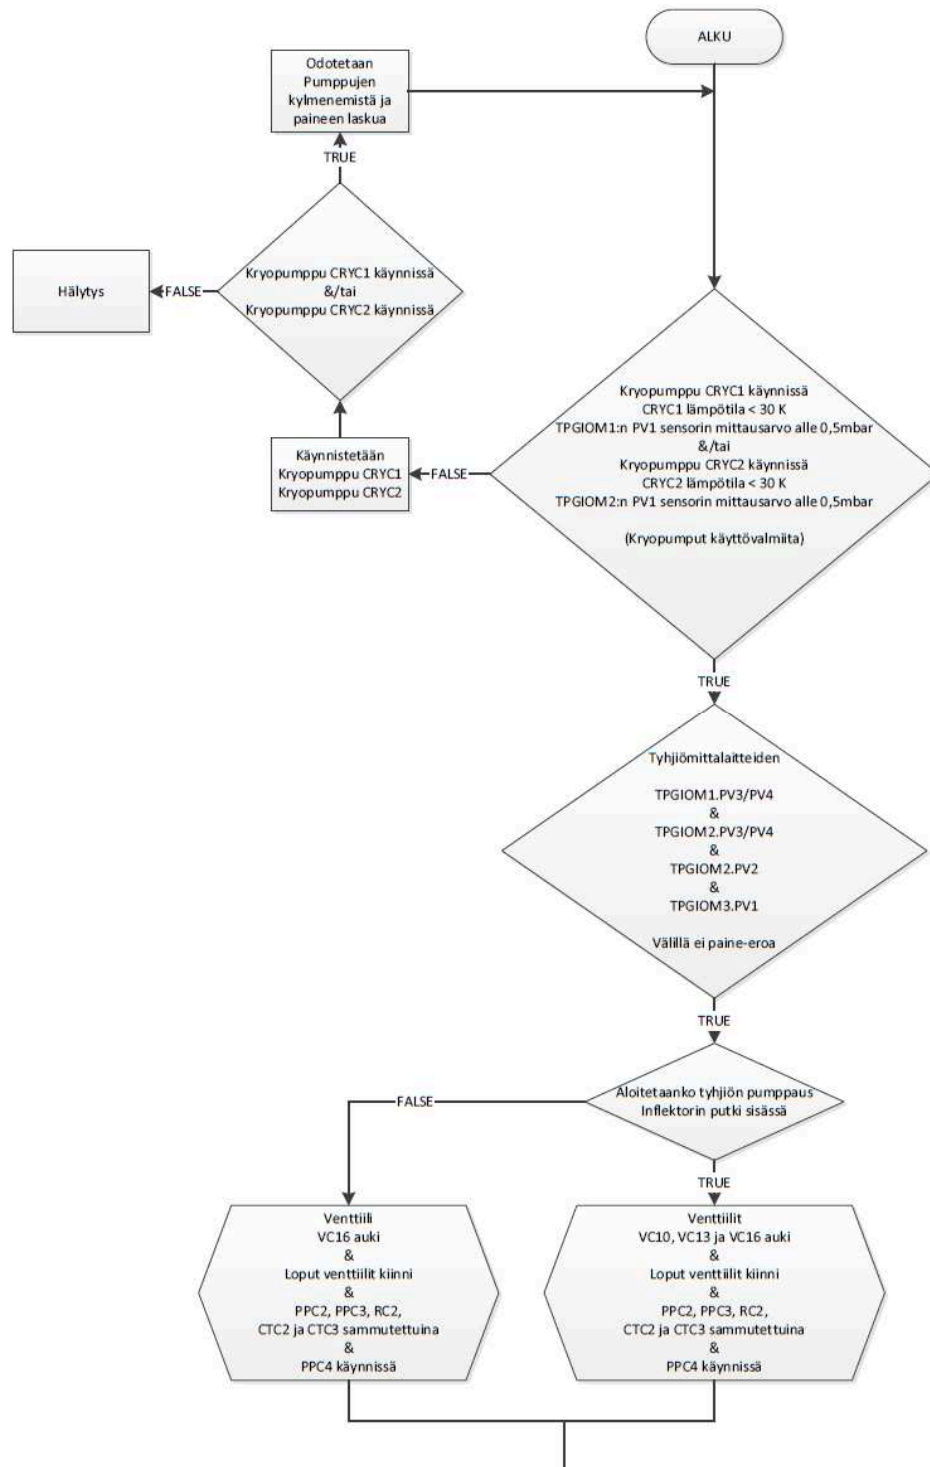 ALKU
Odotetaan
Pumppujen
kylmenemistä ja
paineen laskua
TRUE
Kryopumppu CRYC1 käynnissä
&/tai
Kryopumppu CRYC2 käynnissä
FALSE
Hälytys
Kryopumppu CRYC1 käynnissä
CRYC1 lämpötila < 30 K
TPGIOM1:n PV1 sensorin mittausarvo alle 0,5mbar
&/tai
Kryopumppu CRYC2 käynnissä
CRYC2 lämpötila < 30 K
TPGIOM2:n PV1 sensorin mittausarvo alle 0,5mbar
(Kryopumput käyttövalmiita)
FALSE
Käynnistetään
Kryopumppu CRYC1
Kryopumppu CRYC2
TRUE
Tyhjiömittalaitteiden
TPGIOM1.PV3/PV4
&
TPGIOM2.PV3/PV4
&
TPGIOM2.PV2
&
TPGIOM3.PV1
Välillä ei paine-eroa
TRUE
Aloitetaanko tyhjiön pumppaus
Inflektorin putki sisässä
FALSE
TRUE
Venttiili
VC16 auki
&
Loput venttiilit kiinni
&
PPC2, PPC3, RC2,
CTC2 ja CTC3 sammutettuina
&
PPC4 käynnissä
Venttiilit
VC10, VC13 ja VC16 auki
&
Loput venttiilit kiinni
&
PPC2, PPC3, RC2,
CTC2 ja CTC3 sammutettuina
&
PPC4 käynnissä